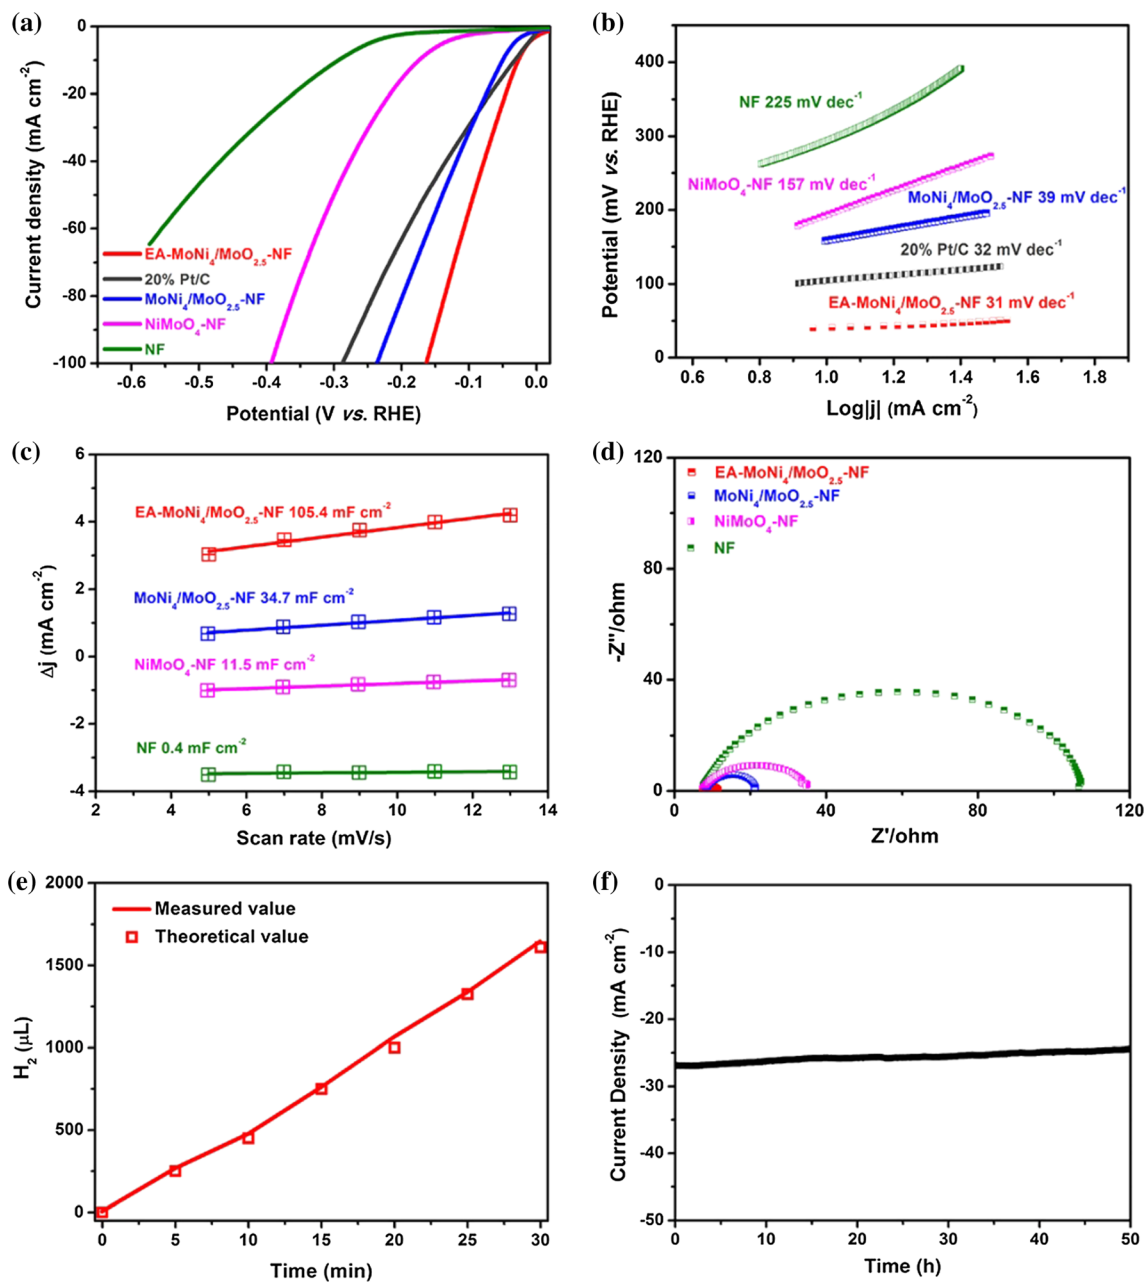 (a)
0
-20
-40
-60
-80
-100
-0.6 -0.5 -0.4 -0.3 -0.2 -0.1 0.0
Current density (mA cm⁻²)
Potential (V vs. RHE)
EA-MoNi₄/MoO₂.₅-NF
20% Pt/C
MoNi₄/MoO₂.₅-NF
NiMoO₄-NF
NF
(b)
400
300
200
100
0
0.6 0.8 1.0 1.2 1.4 1.6 1.8
Potential (mV vs. RHE)
Log|j| (mA cm⁻²)
NF 225 mV dec⁻¹
NiMoO₄-NF 157 mV dec⁻¹
MoNi₄/MoO₂.₅-NF 39 mV dec⁻¹
20% Pt/C 32 mV dec⁻¹
EA-MoNi₄/MoO₂.₅-NF 31 mV dec⁻¹
(c)
6
4
2
0
-2
-4
2 4 6 8 10 12 14
Δj (mA cm⁻²)
Scan rate (mV/s)
EA-MoNi₄/MoO₂.₅-NF 105.4 mF cm⁻²
MoNi₄/MoO₂.₅-NF 34.7 mF cm⁻²
NiMoO₄-NF 11.5 mF cm⁻²
NF 0.4 mF cm⁻²
(d)
120
80
40
0
0 40 80 120
-Z''/ohm
Z'/ohm
EA-MoNi₄/MoO₂.₅-NF
MoNi₄/MoO₂.₅-NF
NiMoO₄-NF
NF
(e)
2000
1500
1000
500
0
0 5 10 15 20 25 30
H₂ (μL)
Time (min)
Measured value
Theoretical value
(f)
0
-10
-20
-30
-40
-50
0 10 20 30 40 50
Current Density (mA cm⁻²)
Time (h)